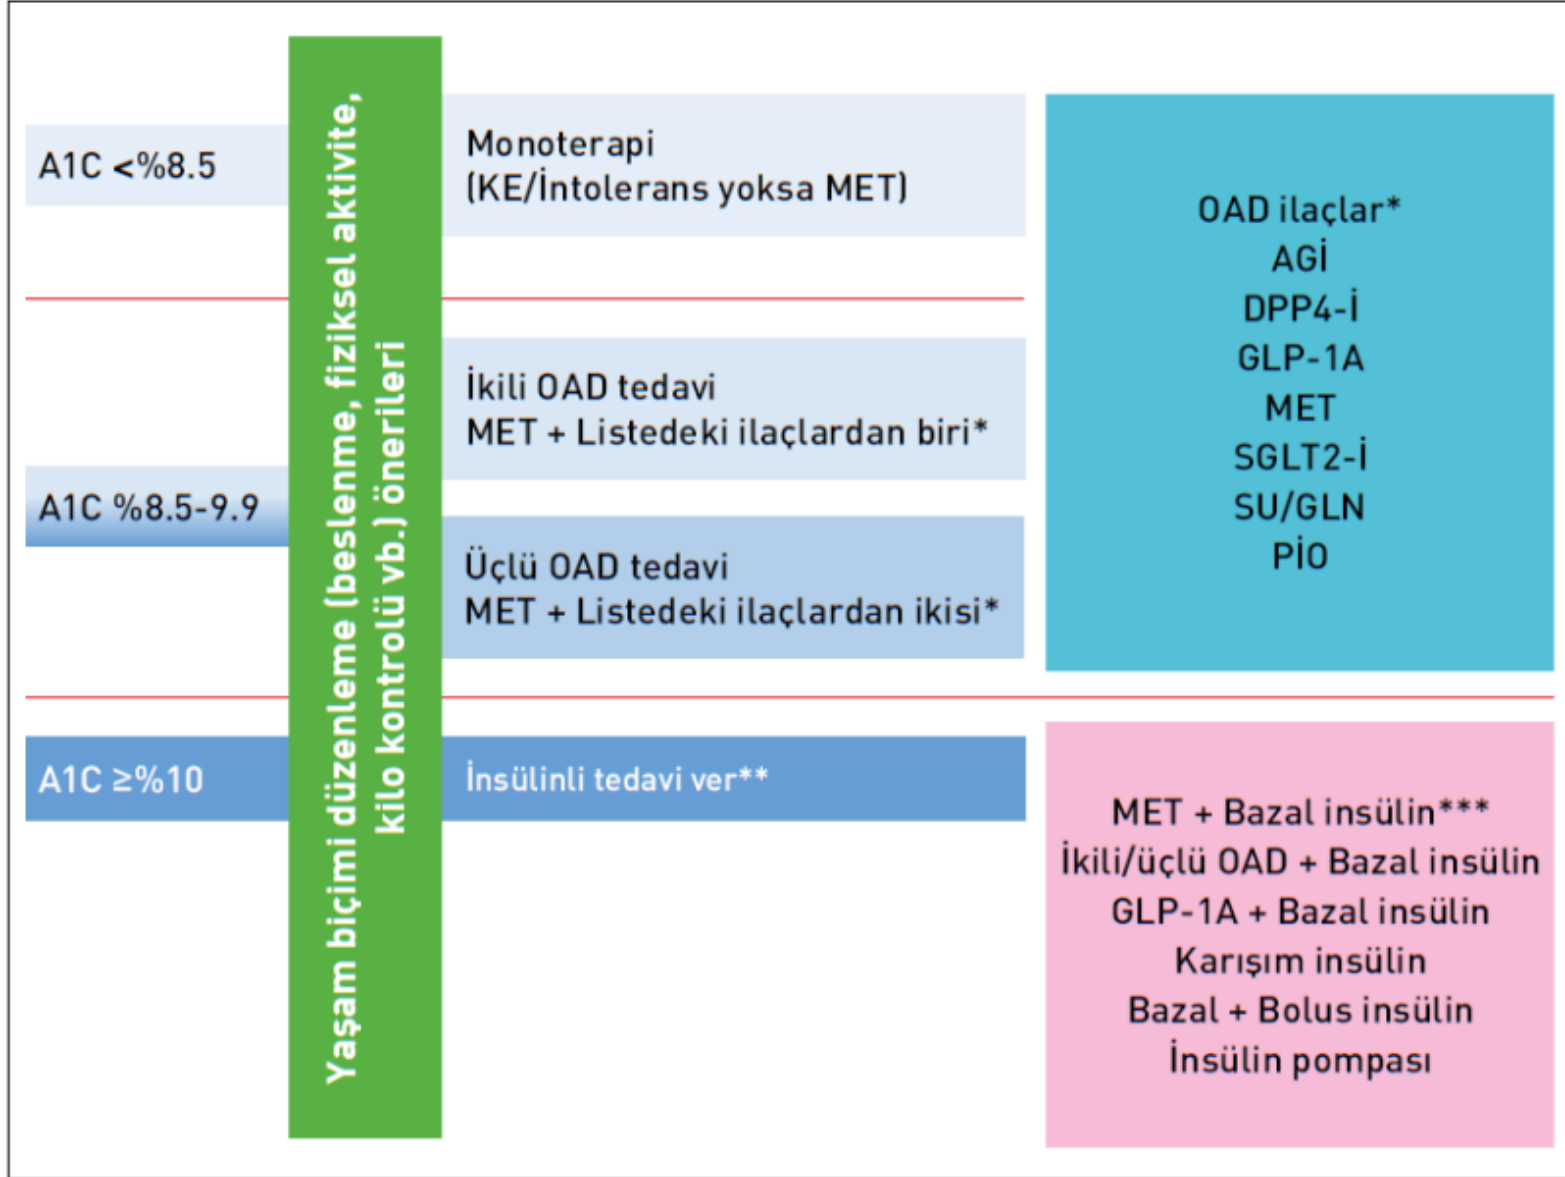 A1C <%8.5
Yaşam biçimi düzenleme (beslenme, fiziksel aktivite,
kilo kontrolü vb.) önerileri
Monoterapi
(KE/İntolerans yoksa MET)
A1C %8.5-9.9
İkili OAD tedavi
MET + Listedeki ilaçlardan biri*
Üçlü OAD tedavi
MET + Listedeki ilaçlardan ikisi*
OAD ilaçlar*
AGİ
DPP4-İ
GLP-1A
MET
SGLT2-İ
SU/GLN
PİO
A1C ≥%10
İnsülinli tedavi ver**
MET + Bazal insülin***
İkili/üçlü OAD + Bazal insülin
GLP-1A + Bazal insülin
Karışım insülin
Bazal + Bolus insülin
İnsülin pompası